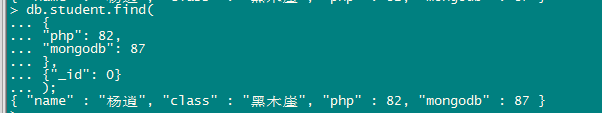 > db.student.find(
... {
... "php": 82,
... "mongodb": 87
... },
... {"_id": 0}
... );
{ "name" : "杨逍", "class" : "黑木崖", "php" : 82, "mongodb" : 87 }